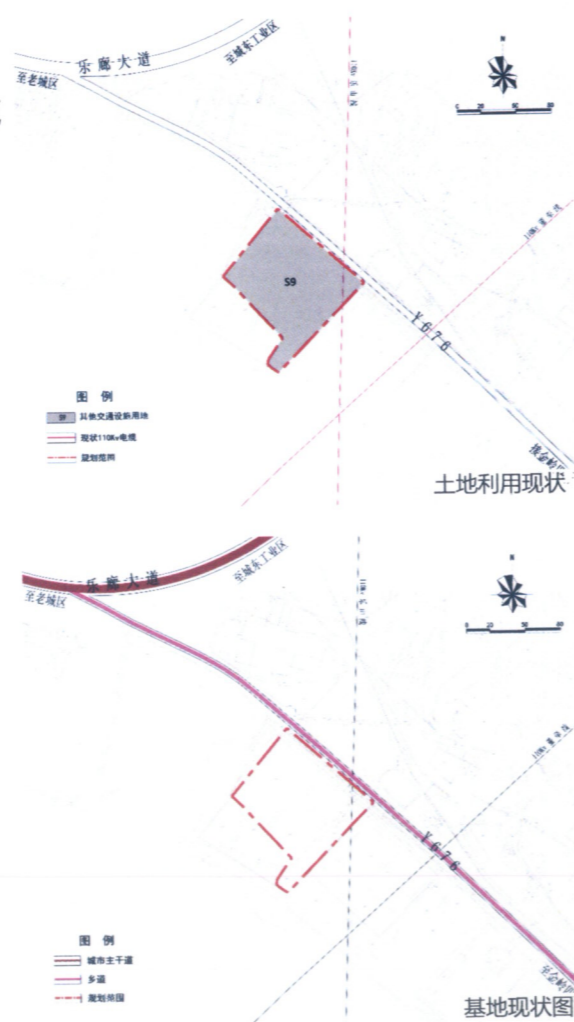 乐廊大道
至城东工业区
至老城区
N
S9
Y676
图 例
S9 其他交通设施用地
现状110Kv电缆
规划范围
土地利用现状
乐廊大道
至城东工业区
至老城区
N
Y676
图 例
城市主干道
乡道
规划范围
基地现状图